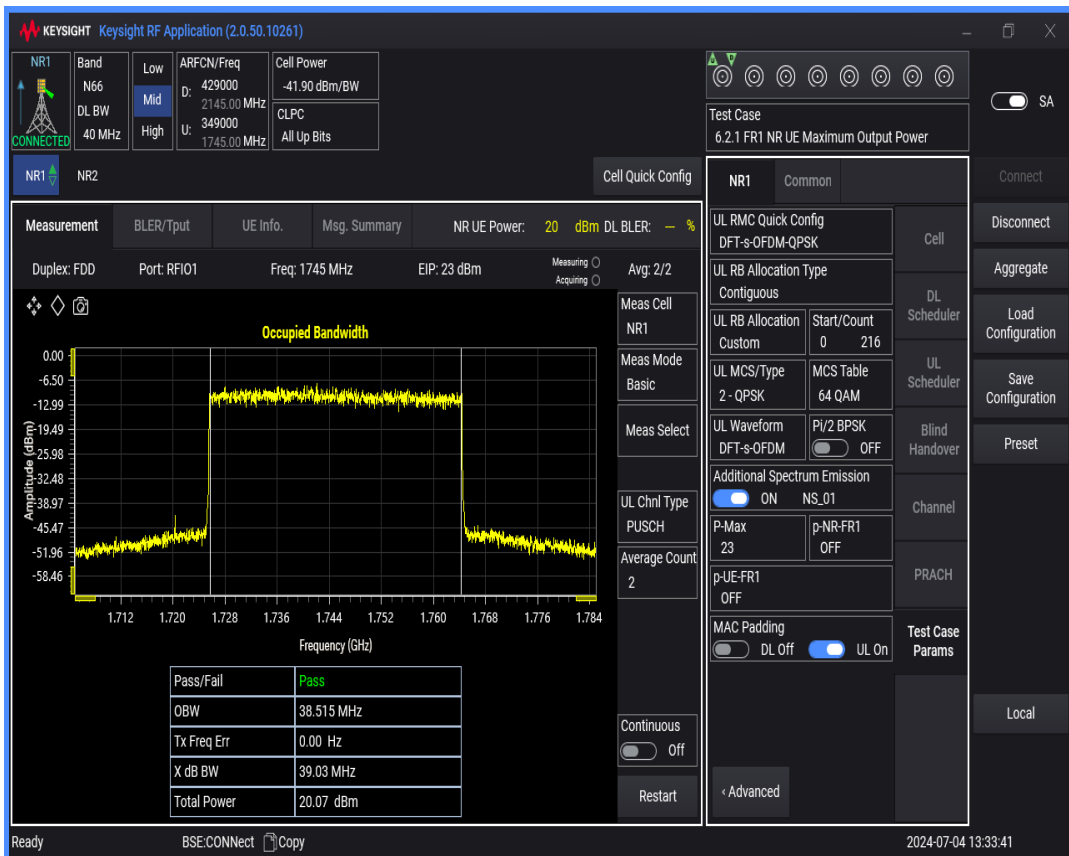 KEYSIGHT Keysight RF Application (2.0.50.10261)
NR1
CONNECTED
Band
N66
DL BW
40 MHz
Low
Mid
High
ARFCN/Freq
D: 429000
2145.00 MHz
U: 349000
1745.00 MHz
Cell Power
-41.90 dBm/BW
CLPC
All Up Bits
Test Case
6.2.1 FR1 NR UE Maximum Output Power
SA
NR1 NR2
Cell Quick Config
Measurement BLER/Tput UE Info. Msg. Summary NR UE Power: 20 dBm DL BLER: --- %
Duplex: FDD Port: RFIO1 Freq: 1745 MHz EIP: 23 dBm Measuring Acquiring Avg: 2/2
Occupied Bandwidth
Amplitude (dBm)
0.00
-6.50
-12.99
-19.49
-25.98
-32.48
-38.97
-45.47
-51.96
-58.46
1.712 1.720 1.728 1.736 1.744 1.752 1.760 1.768 1.776 1.784
Frequency (GHz)
Pass/Fail Pass
OBW 38.515 MHz
Tx Freq Err 0.00 Hz
X dB BW 39.03 MHz
Total Power 20.07 dBm
Meas Cell
NR1
Meas Mode
Basic
Meas Select
UL Chnl Type
PUSCH
Average Count
2
Continuous
Off
Restart
NR1 Common
UL RMC Quick Config
DFT-s-OFDM-QPSK
UL RB Allocation Type
Contiguous
UL RB Allocation
Custom
Start/Count
0 216
UL MCS/Type
2 - QPSK
MCS Table
64 QAM
UL Waveform
DFT-s-OFDM
Pi/2 BPSK
OFF
Additional Spectrum Emission
ON NS_01
P-Max
23
p-NR-FR1
OFF
p-UE-FR1
OFF
MAC Padding
DL Off UL On
‹ Advanced
Cell
DL
Scheduler
UL
Scheduler
Blind
Handover
Channel
PRACH
Test Case
Params
Connect
Disconnect
Aggregate
Load
Configuration
Save
Configuration
Preset
Local
Ready BSE:CONNect Copy 2024-07-04 13:33:41